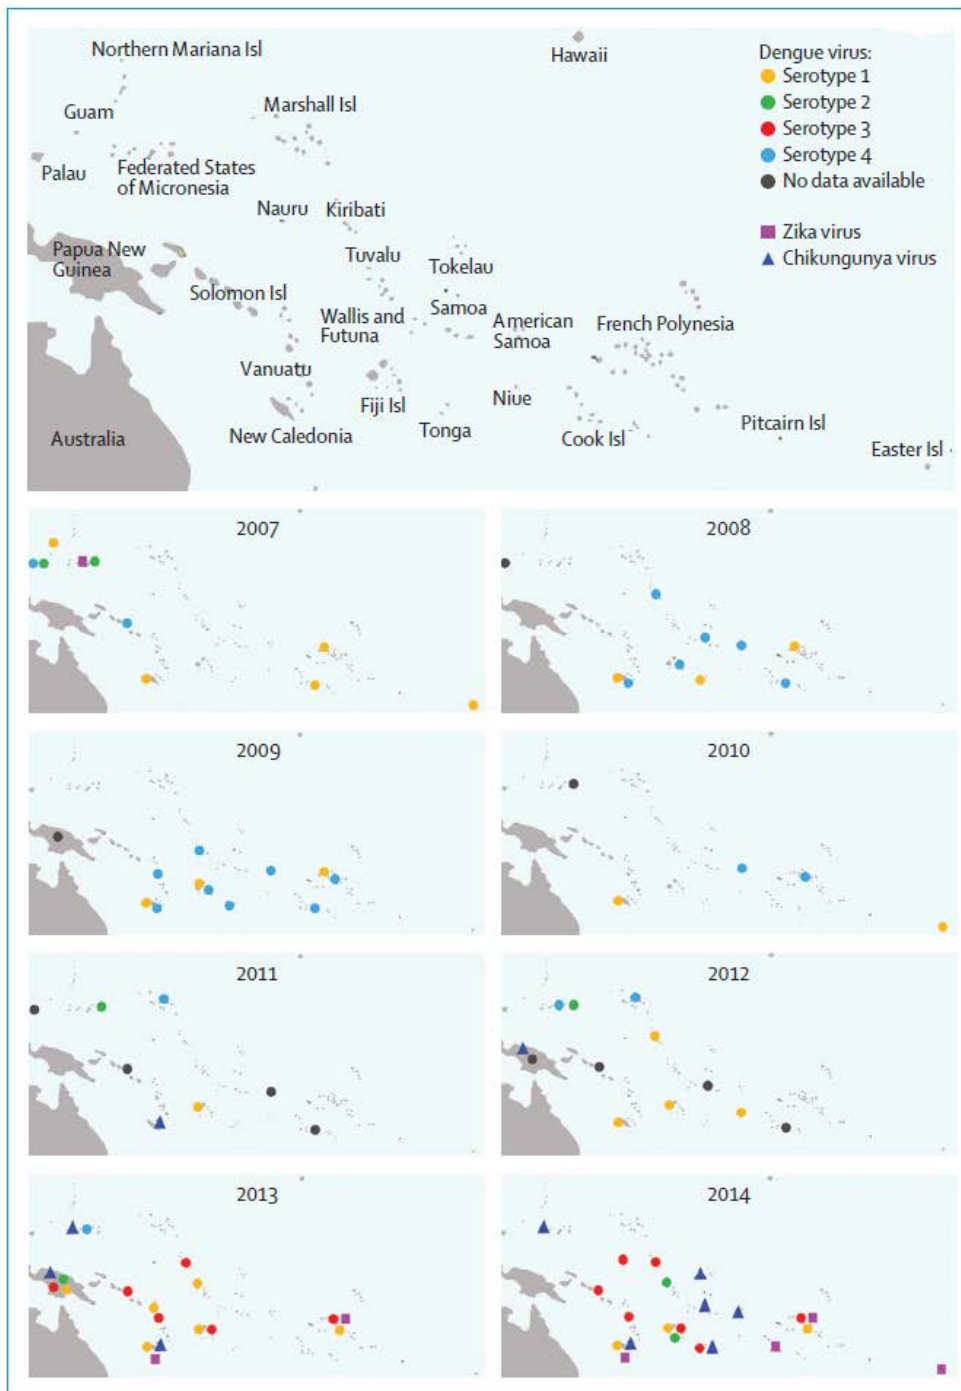 Northern Mariana Isl
Hawaii
Dengue virus:
Serotype 1
Serotype 2
Serotype 3
Serotype 4
No data available
Zika virus
Chikungunya virus
Guam
Marshall Isl
Palau
Federated States
of Micronesia
Nauru
Kiribati
Papua New
Guinea
Tuvalu
Tokelau
Solomon Isl
Samoa
Wallis and
Futuna
American
Samoa
French Polynesia
Vanuatu
Fiji Isl
Niue
Australia
New Caledonia
Tonga
Cook Isl
Pitcairn Isl
Easter Isl
2007
2008
2009
2010
2011
2012
2013
2014